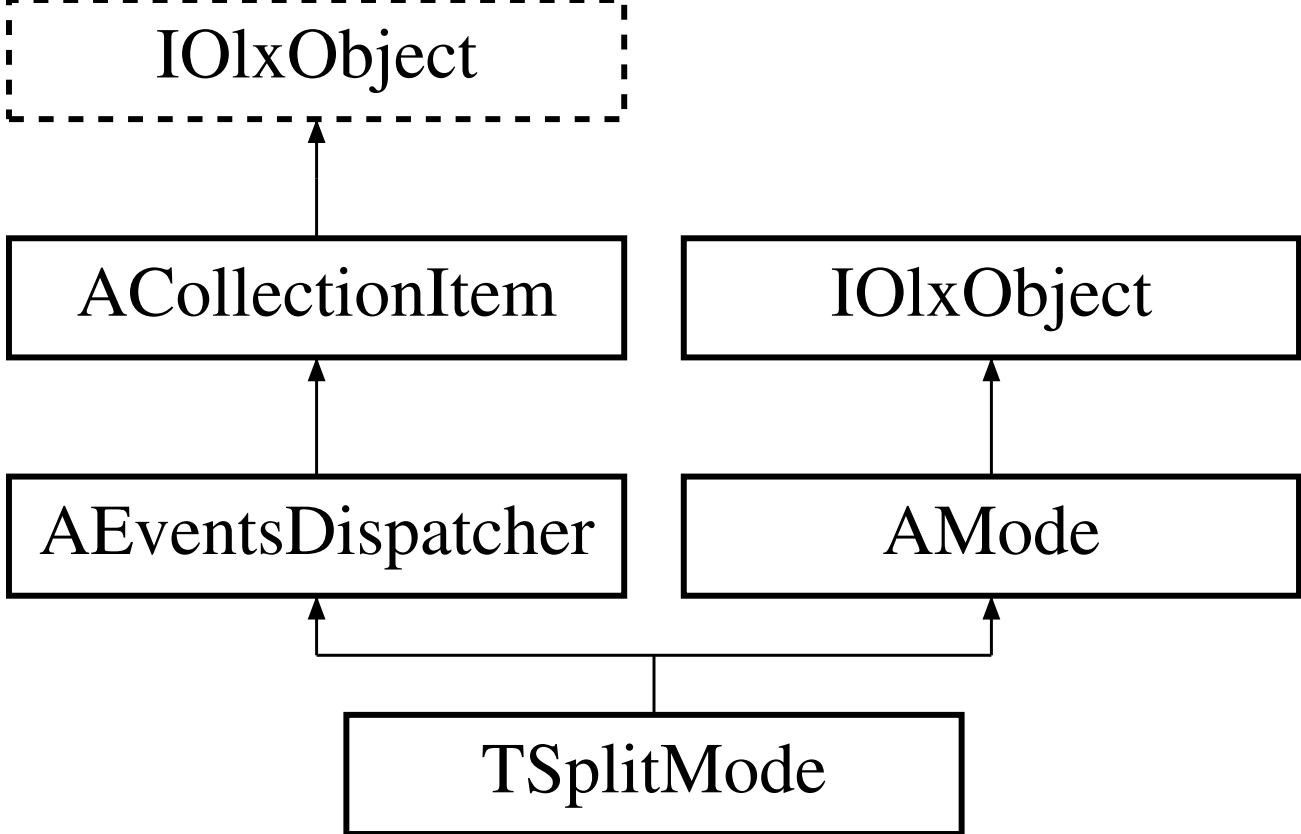 IOlxObject
ACollectionItem
IOlxObject
AEventsDispatcher
AMode
TSplitMode